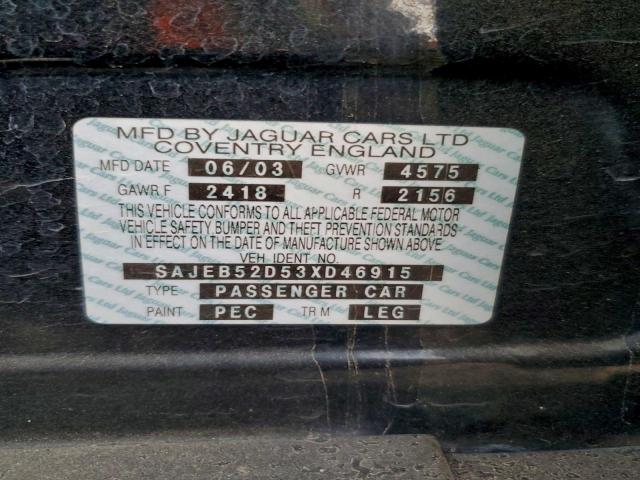 MFD BY JAGUAR CARS LTD
COVENTRY ENGLAND
MFD DATE 06/03 GVWR 4575
GAWR.F 2418 R 2156
THIS VEHICLE CONFORMS TO ALL APPLICABLE FEDERAL MOTOR
VEHICLE SAFETY, BUMPER AND THEFT PREVENTION STANDARDS
IN EFFECT ON THE DATE OF MANUFACTURE SHOWN ABOVE
VEH. IDENT NO.
SAJEB52D53XD46915
TYPE PASSENGER CAR
PAINT PEC TRM LEG